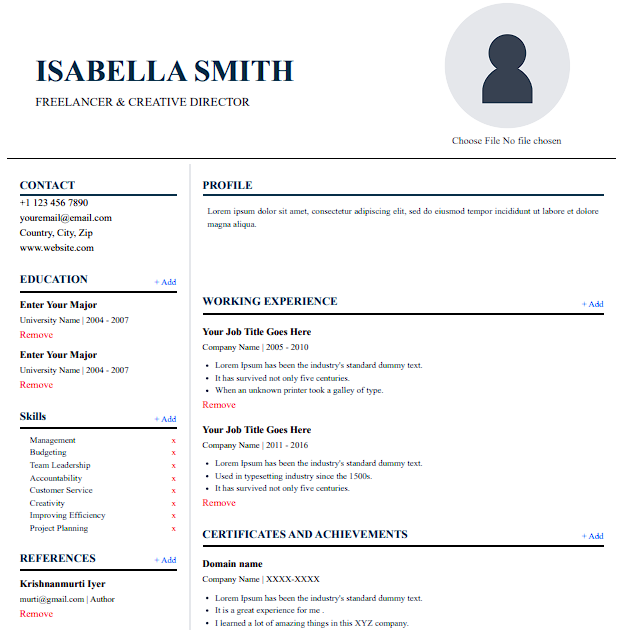 ISABELLA SMITH
FREELANCER & CREATIVE DIRECTOR
Choose File No file chosen
CONTACT
+1 123 456 7890
youremail@email.com
Country, City, Zip
www.website.com
EDUCATION
+ Add
Enter Your Major
University Name | 2004 - 2007
Remove
Enter Your Major
University Name | 2004 - 2007
Remove
Skills
+ Add
Management x
Budgeting x
Team Leadership x
Accountability x
Customer Service x
Creativity x
Improving Efficiency x
Project Planning x
REFERENCES
+ Add
Krishnanmurti Iyer
murti@gmail.com | Author
Remove
PROFILE
Lorem ipsum dolor sit amet, consectetur adipiscing elit, sed do eiusmod tempor incididunt ut labore et dolore
magna aliqua.
WORKING EXPERIENCE
+ Add
Your Job Title Goes Here
Company Name | 2005 - 2010
• Lorem Ipsum has been the industry's standard dummy text.
• It has survived not only five centuries.
• When an unknown printer took a galley of type.
Remove
Your Job Title Goes Here
Company Name | 2011 - 2016
• Lorem Ipsum has been the industry's standard dummy text.
• Used in typesetting industry since the 1500s.
• It has survived not only five centuries.
Remove
CERTIFICATES AND ACHIEVEMENTS
+ Add
Domain name
Company Name | XXXX-XXXX
• Lorem Ipsum has been the industry's standard dummy text.
• It is a great experience for me .
• I learned a lot of amazing things in this XYZ company.